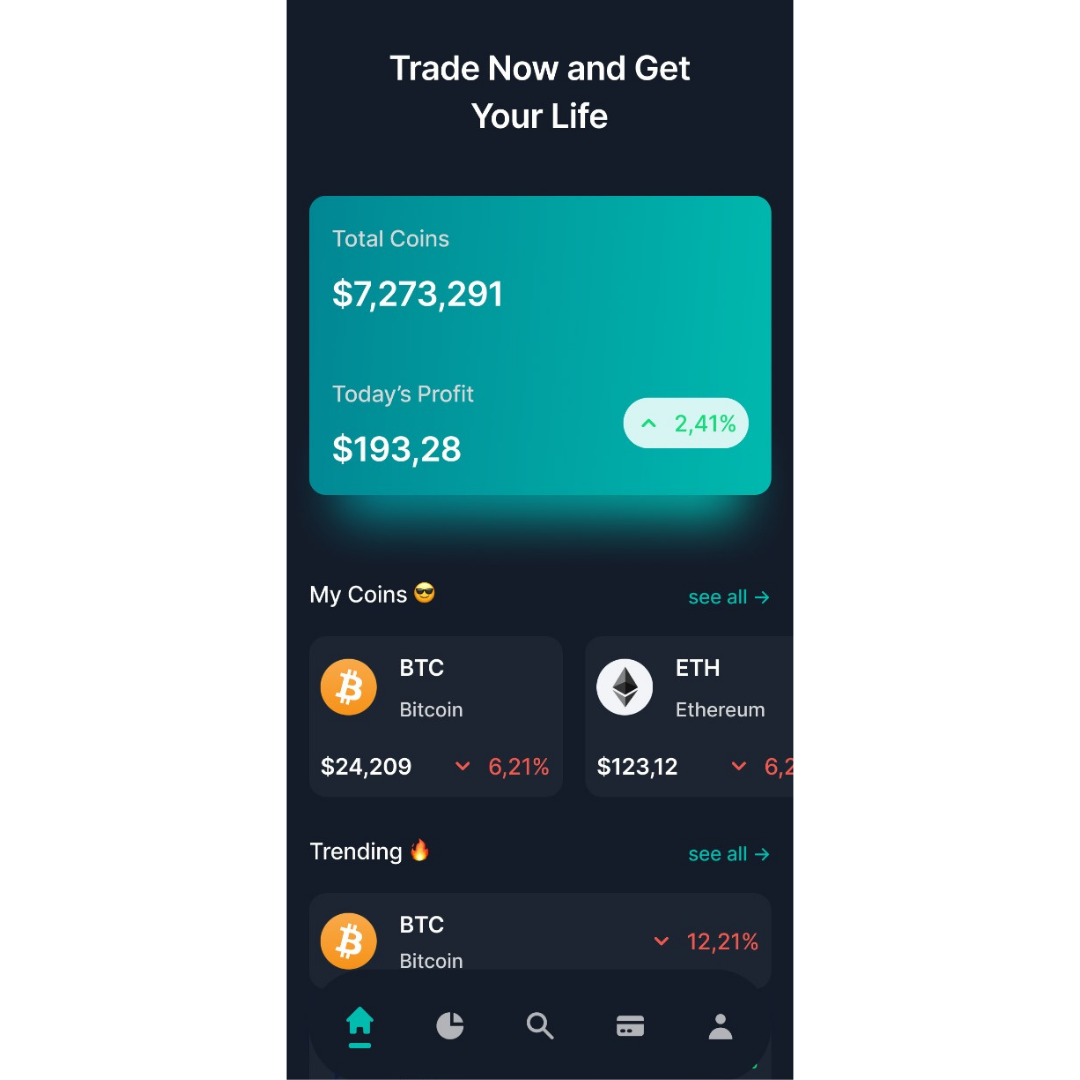 Trade Now and Get
Your Life
Total Coins
$7,273,291
Today’s Profit
$193,28
2,41%
My Coins 😎
see all →
BTC
Bitcoin
$24,209
6,21%
ETH
Ethereum
$123,12
6,2
Trending 🔥
see all →
BTC
Bitcoin
12,21%